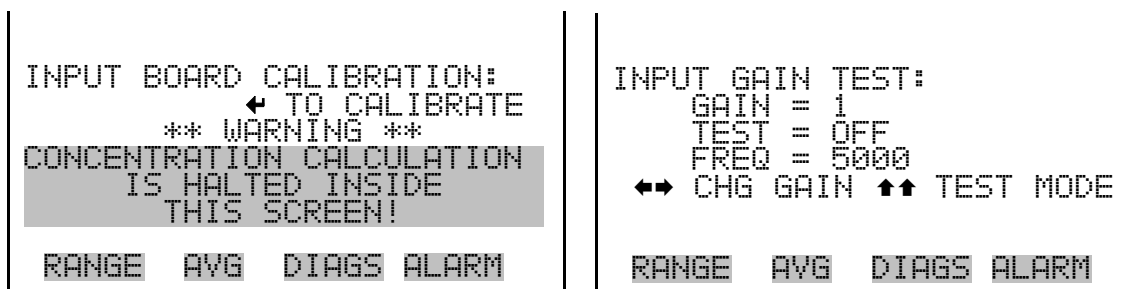 INPUT BOARD CALIBRATION:
↵ TO CALIBRATE
** WARNING **
CONCENTRATION CALCULATION
IS HALTED INSIDE
THIS SCREEN!
RANGE AVG DIAGS ALARM
INPUT GAIN TEST:
GAIN = 1
TEST = OFF
FREQ = 5000
←→ CHG GAIN ↑↑ TEST MODE
RANGE AVG DIAGS ALARM